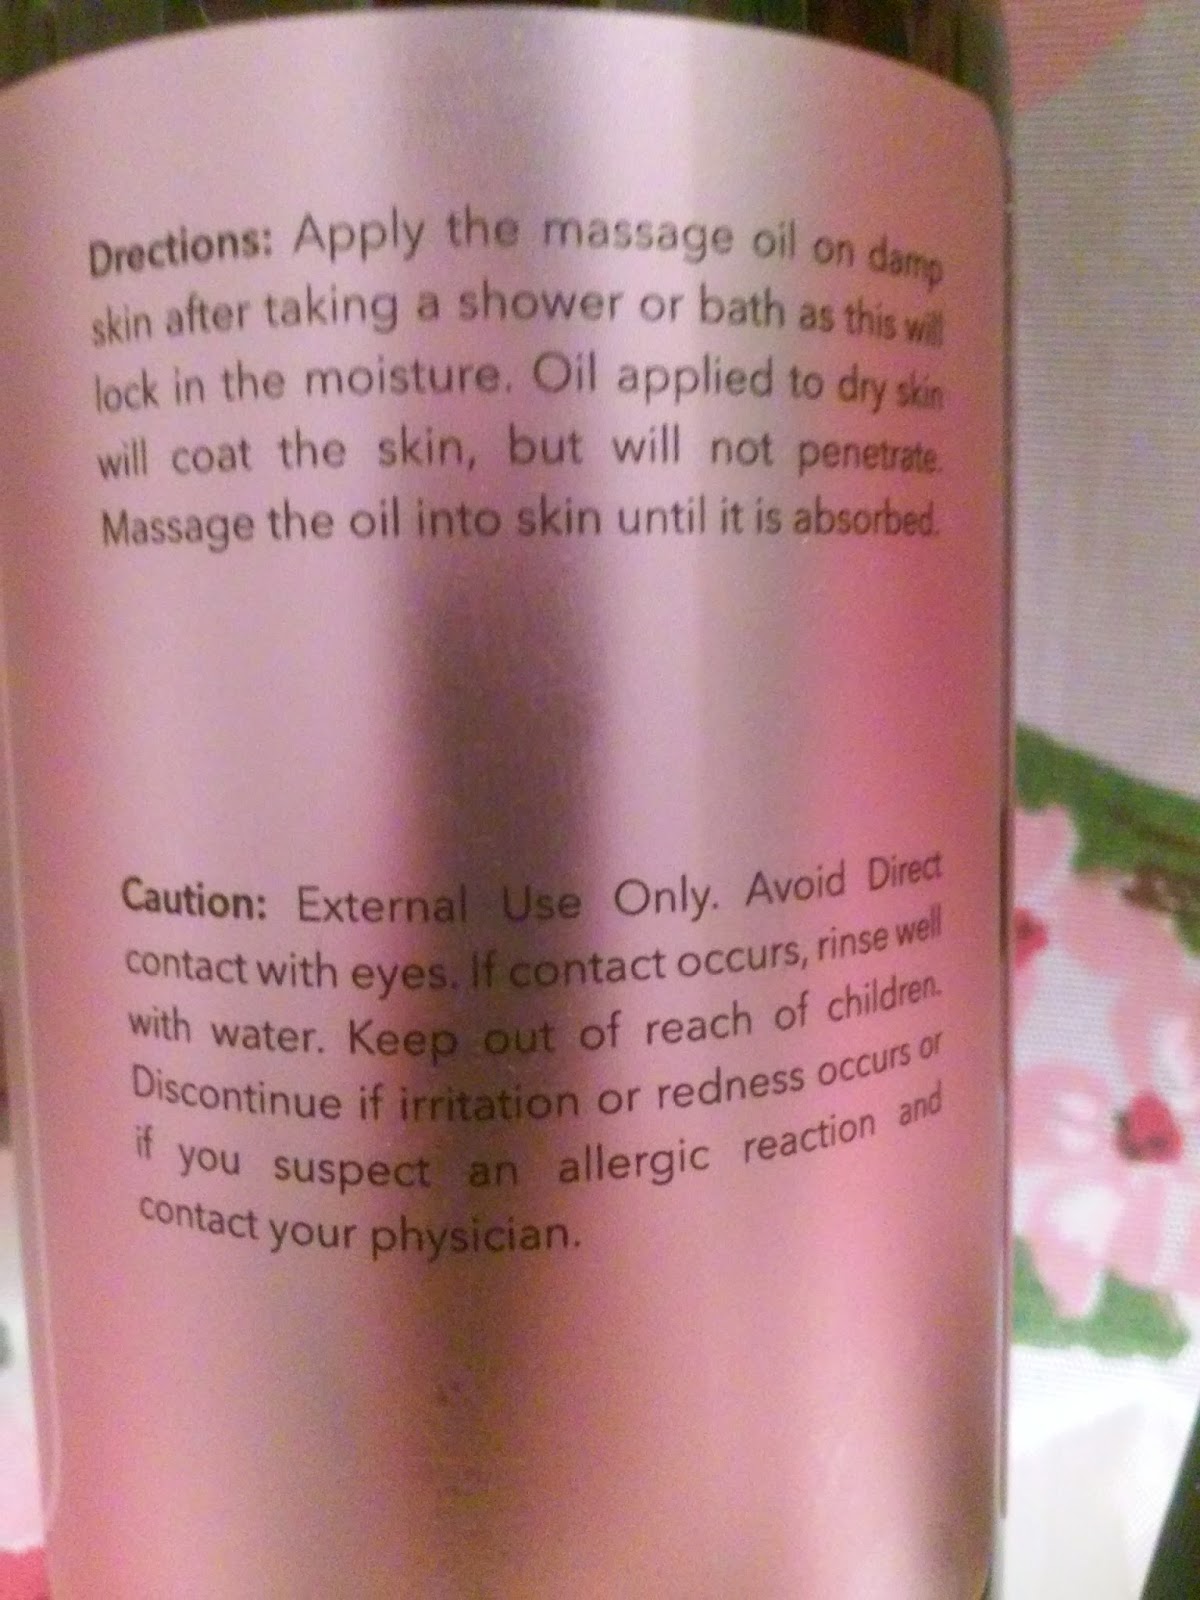 Drections: Apply the massage oil on damp
skin after taking a shower or bath as this will
lock in the moisture. Oil applied to dry skin
will coat the skin, but will not penetrate.
Massage the oil into skin until it is absorbed.
Caution: External Use Only. Avoid Direct
contact with eyes. If contact occurs, rinse well
with water. Keep out of reach of children.
Discontinue if irritation or redness occurs or
if you suspect an allergic reaction and
contact your physician.